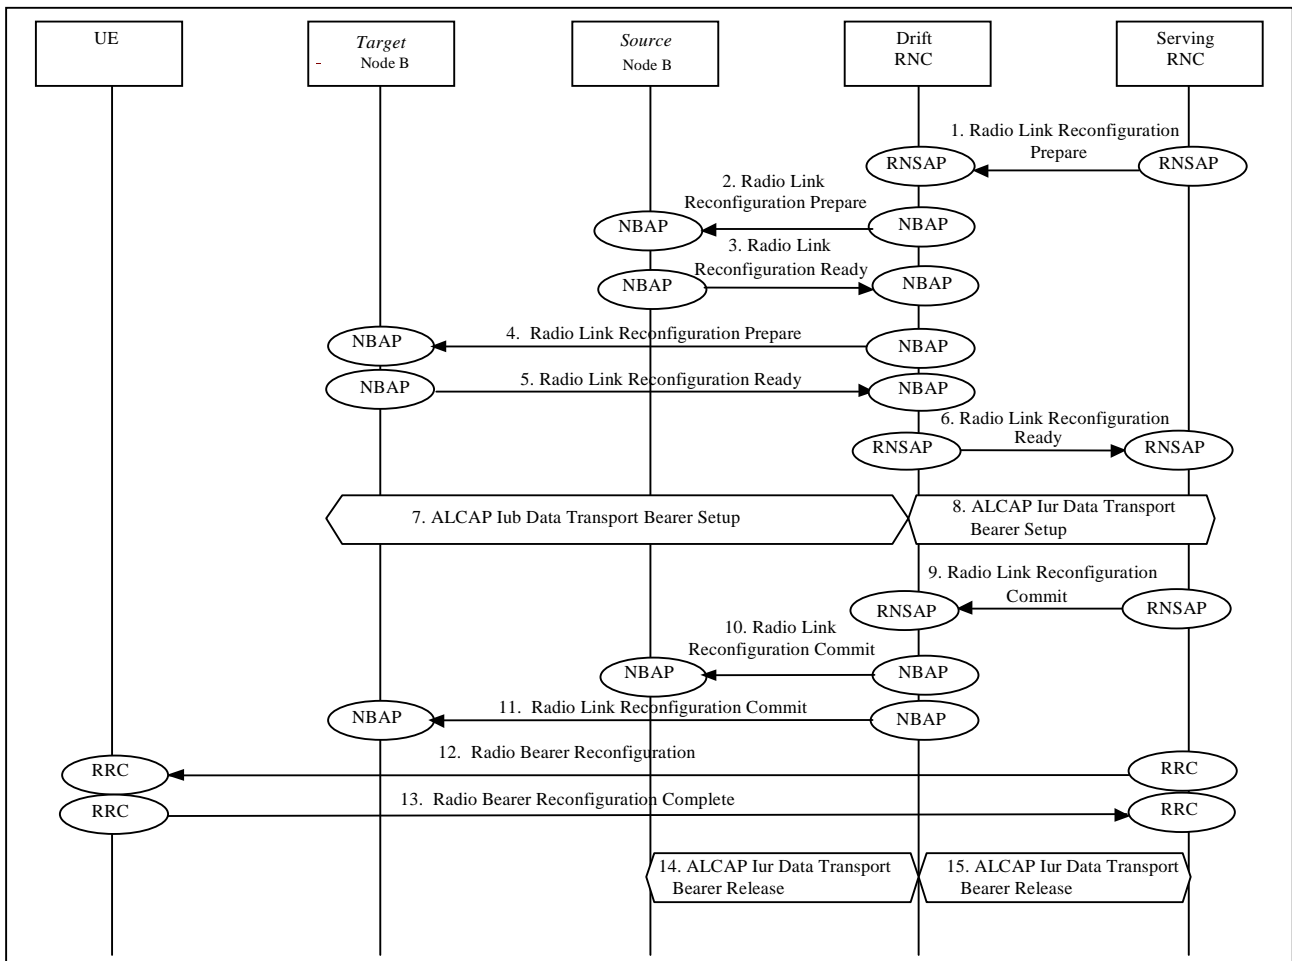 UE
Target
- Node B
Source
Node B
Drift
RNC
Serving
RNC
1. Radio Link Reconfiguration
Prepare
RNSAP
RNSAP
2. Radio Link
Reconfiguration Prepare
NBAP
NBAP
3. Radio Link
Reconfiguration Ready
NBAP
NBAP
4. Radio Link Reconfiguration Prepare
NBAP
NBAP
5. Radio Link Reconfiguration Ready
NBAP
NBAP
6. Radio Link Reconfiguration
Ready
RNSAP
RNSAP
7. ALCAP Iub Data Transport Bearer Setup
8. ALCAP Iur Data Transport
Bearer Setup
9. Radio Link Reconfiguration
Commit
RNSAP
RNSAP
10. Radio Link
Reconfiguration Commit
NBAP
NBAP
11. Radio Link Reconfiguration Commit
NBAP
NBAP
12. Radio Bearer Reconfiguration
RRC
RRC
13. Radio Bearer Reconfiguration Complete
RRC
RRC
14. ALCAP Iur Data Transport
Bearer Release
15. ALCAP Iur Data Transport
Bearer Release